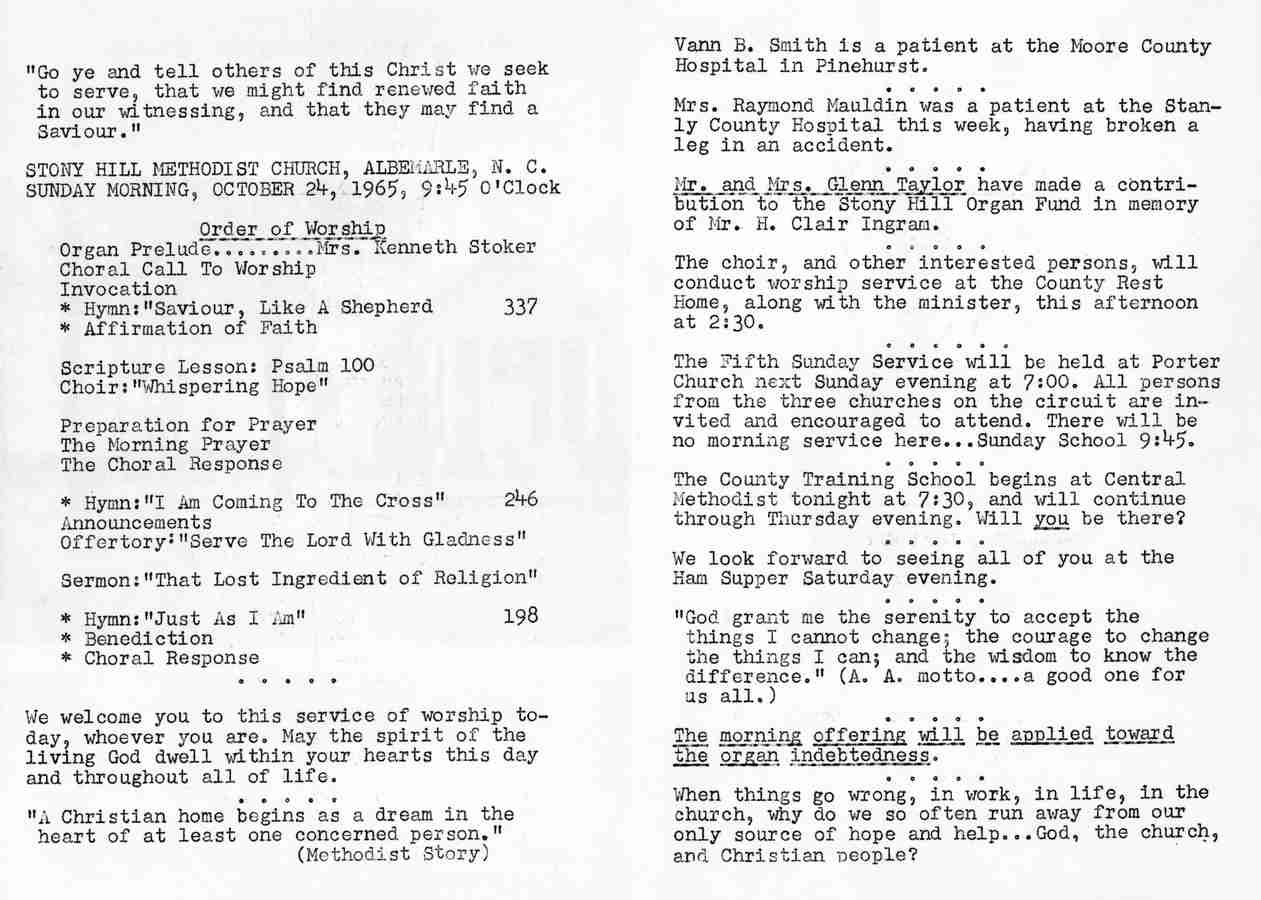 "Go ye and tell others of this Christ we seek
to serve, that we might find renewed faith
in our witnessing, and that they may find a
Saviour."
STONY HILL METHODIST CHURCH, ALBEMARLE, N. C.
SUNDAY MORNING, OCTOBER 24, 1965, 9:45 O'Clock
Order of Worship
Organ Prelude.........Mrs. Kenneth Stoker
Choral Call To Worship
Invocation
* Hymn:"Saviour, Like A Shepherd 337
* Affirmation of Faith
Scripture Lesson: Psalm 100
Choir:"Whispering Hope"
Preparation for Prayer
The Morning Prayer
The Choral Response
* Hymn:"I Am Coming To The Cross" 246
Announcements
Offertory:"Serve The Lord With Gladness"
Sermon:"That Lost Ingredient of Religion"
* Hymn:"Just As I Am" 198
* Benediction
* Choral Response
. . . . .
We welcome you to this service of worship to-
day, whoever you are. May the spirit of the
living God dwell within your hearts this day
and throughout all of life.
. . . . .
"A Christian home begins as a dream in the
heart of at least one concerned person."
(Methodist Story)
Vann B. Smith is a patient at the Moore County
Hospital in Pinehurst.
. . . . .
Mrs. Raymond Mauldin was a patient at the Stan-
ly County Hospital this week, having broken a
leg in an accident.
. . . . .
Mr. and Mrs. Glenn Taylor have made a contri-
bution to the Stony Hill Organ Fund in memory
of Mr. H. Clair Ingram.
. . . . .
The choir, and other interested persons, will
conduct worship service at the County Rest
Home, along with the minister, this afternoon
at 2:30.
. . . . . .
The Fifth Sunday Service will be held at Porter
Church next Sunday evening at 7:00. All persons
from the three churches on the circuit are in-
vited and encouraged to attend. There will be
no morning service here...Sunday School 9:45.
. . . . .
The County Training School begins at Central
Methodist tonight at 7:30, and will continue
through Thursday evening. Will you be there?
. . . . .
We look forward to seeing all of you at the
Ham Supper Saturday evening.
. . . . .
"God grant me the serenity to accept the
things I cannot change; the courage to change
the things I can; and the wisdom to know the
difference." (A. A. motto....a good one for
us all.)
. . . . .
The morning offering will be applied toward
the organ indebtedness.
. . . . .
When things go wrong, in work, in life, in the
church, why do we so often run away from our
only source of hope and help...God, the church,
and Christian people?